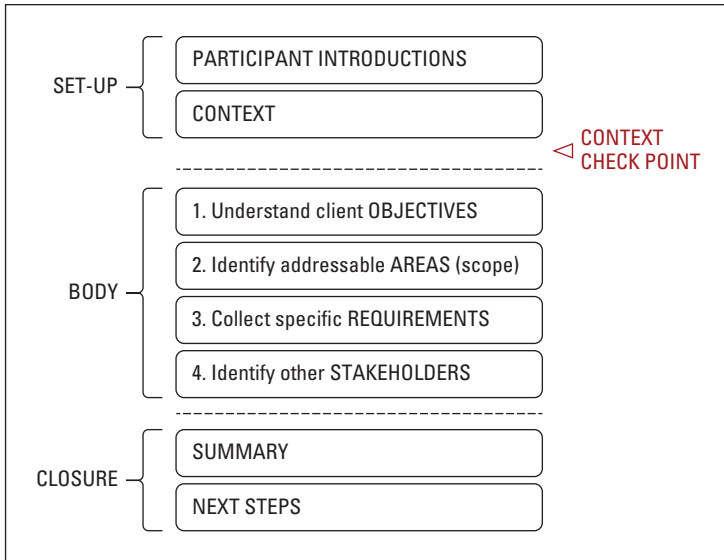 SET-UP
PARTICIPANT INTRODUCTIONS
CONTEXT
CONTEXT
CHECK POINT
BODY
1. Understand client OBJECTIVES
2. Identify addressable AREAS (scope)
3. Collect specific REQUIREMENTS
4. Identify other STAKEHOLDERS
CLOSURE
SUMMARY
NEXT STEPS